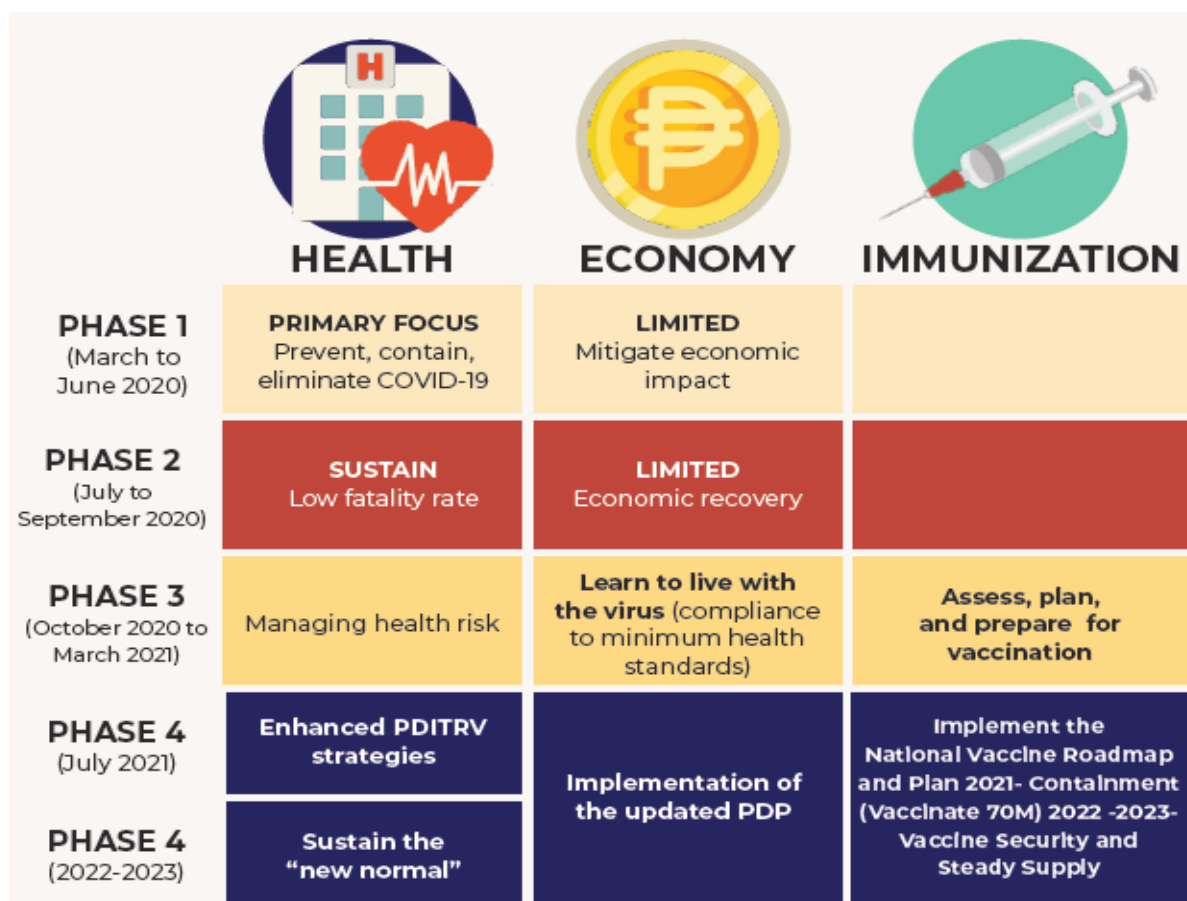 H
HEALTH
ECONOMY
IMMUNIZATION
PHASE 1
(March to
June 2020)
PRIMARY FOCUS
Prevent, contain,
eliminate COVID-19
LIMITED
Mitigate economic
impact
PHASE 2
(July to
September 2020)
SUSTAIN
Low fatality rate
LIMITED
Economic recovery
PHASE 3
(October 2020 to
March 2021)
Managing health risk
Learn to live with
the virus (compliance
to minimum health
standards)
Assess, plan,
and prepare for
vaccination
PHASE 4
(July 2021)
Enhanced PDITRV
strategies
Implementation of
the updated PDP
Implement the
National Vaccine Roadmap
and Plan 2021- Containment
(Vaccinate 70M) 2022 -2023-
Vaccine Security and
Steady Supply
PHASE 4
(2022-2023)
Sustain the
“new normal”